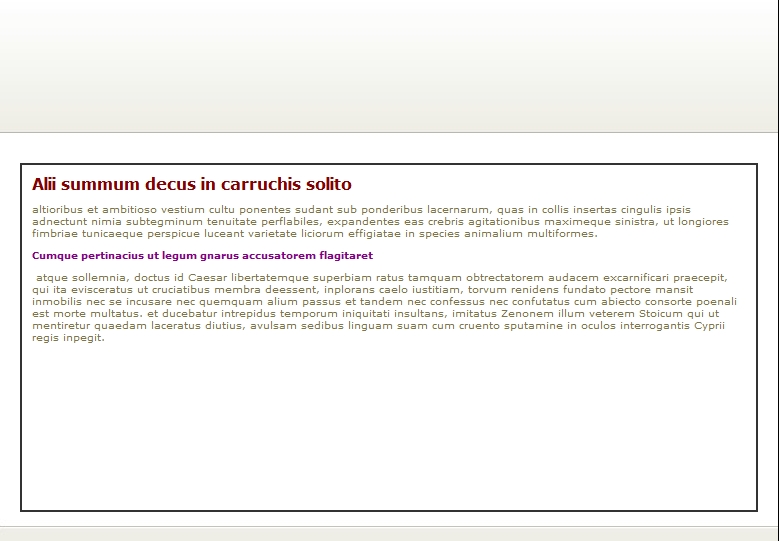 Alii summum decus in carruchis solito
altioribus et ambitioso vestium cultu ponentes sudant sub ponderibus lacernarum, quas in collis insertas cingulis ipsis
adnectunt nimia subtegminum tenuitate perflabiles, expandentes eas crebris agitationibus maximeque sinistra, ut longiores
fimbriae tunicaeque perspicue luceant varietate liciorum effigiatae in species animalium multiformes.
Cumque pertinacius ut legum gnarus accusatorem flagitaret
atque sollemnia, doctus id Caesar libertatemque superbiam ratus tamquam obtrectatorem audacem excarnificari praecepit,
qui ita evisceratus ut cruciatibus membra deessent, inplorans caelo iustitiam, torvum renidens fundato pectore mansit
inmobilis nec se incusare nec quemquam alium passus et tandem nec confessus nec confutatus cum abiecto consorte poenali
est morte multatus. et ducebatur intrepidus temporum iniquitati insultans, imitatus Zenonem illum veterem Stoicum qui ut
mentiretur quaedam laceratus diutius, avulsam sedibus linguam suam cum cruento sputamine in oculos interrogantis Cyprii
regis inpegit.